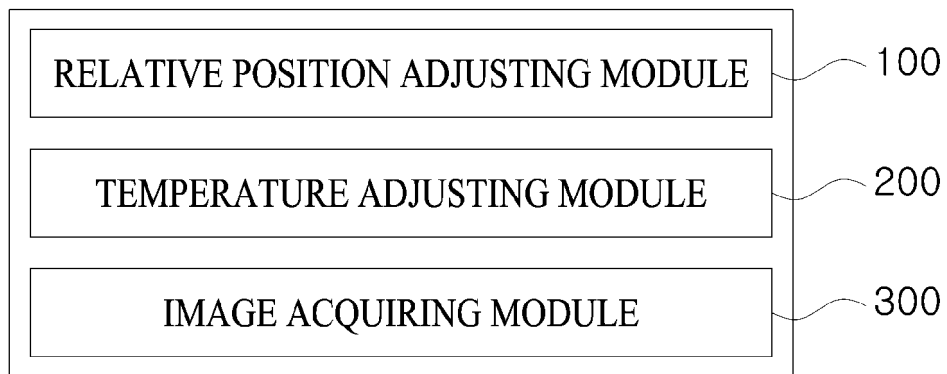 RELATIVE POSITION ADJUSTING MODULE 100
TEMPERATURE ADJUSTING MODULE 200
IMAGE ACQUIRING MODULE 300